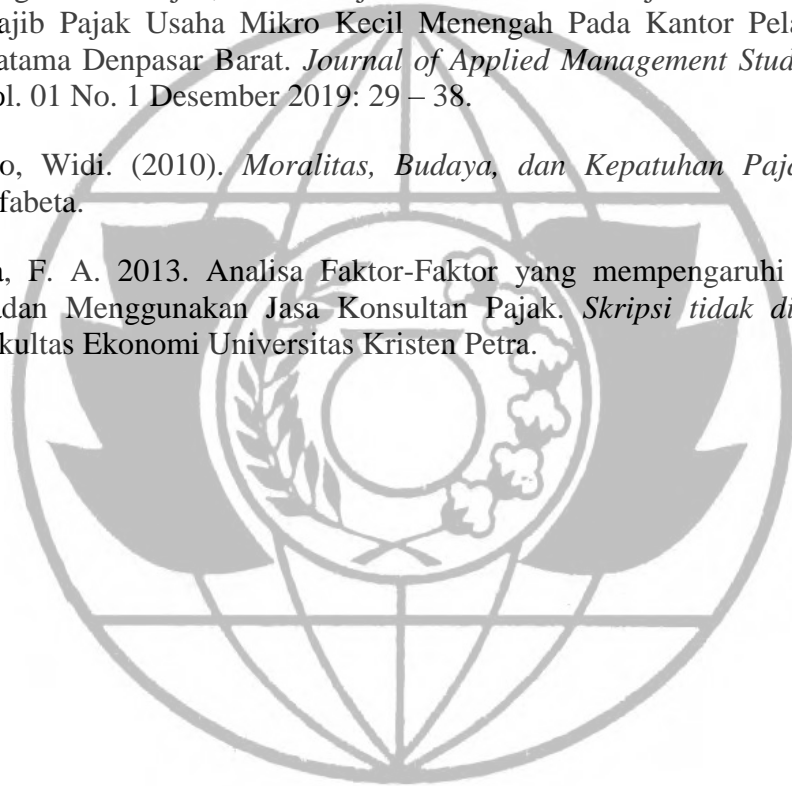 ajib Pajak Usaha Mikro Kecil Menengah Pada Kantor Pela
atama Denpasar Barat. Journal of Applied Management Stud
ol. 01 No. 1 Desember 2019: 29 – 38.
o, Widi. (2010). Moralitas, Budaya, dan Kepatuhan Paja
fabeta.
a, F. A. 2013. Analisa Faktor-Faktor yang mempengaruhi
adan Menggunakan Jasa Konsultan Pajak. Skripsi tidak di
kultas Ekonomi Universitas Kristen Petra.